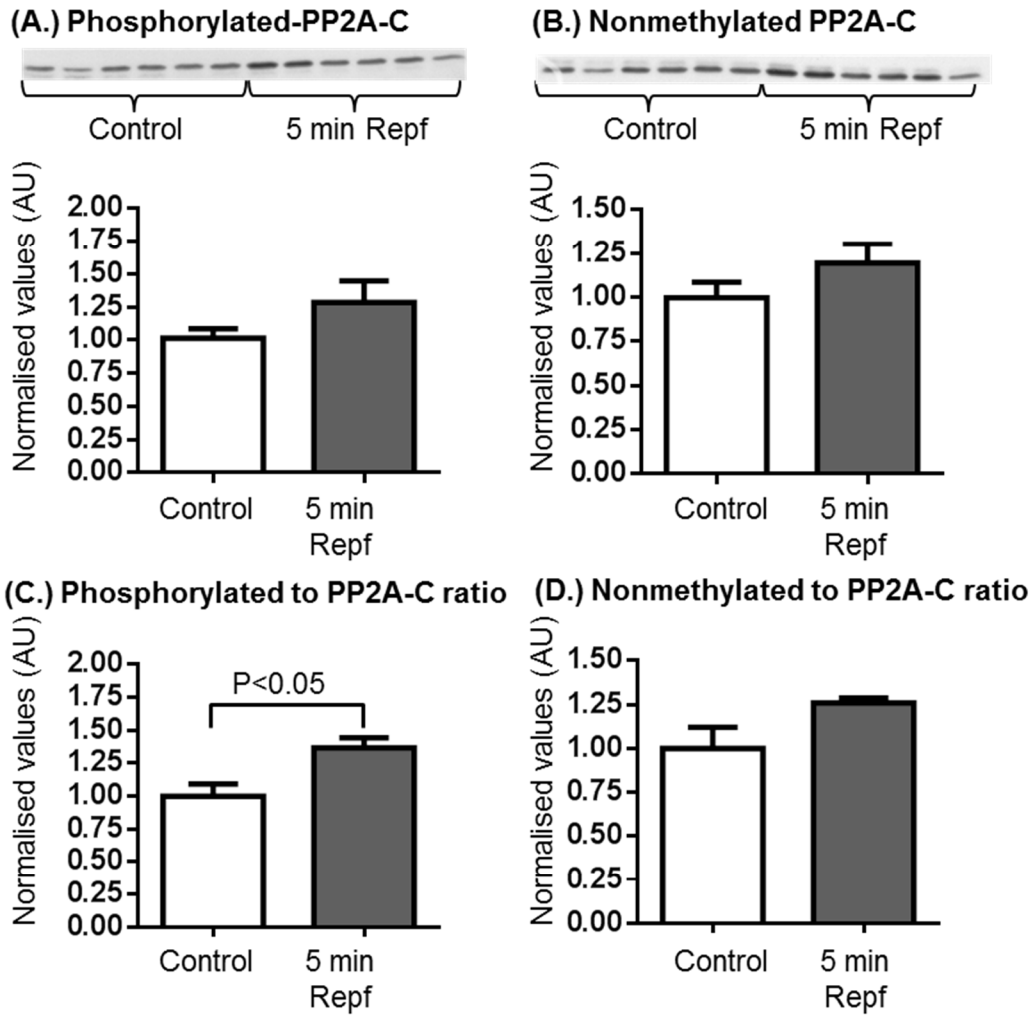 (A.) Phosphorylated-PP2A-C
Control
5 min Repf
Normalised values (AU)
2.00
1.75
1.50
1.25
1.00
0.75
0.50
0.25
0.00
Control
5 min
Repf
(B.) Nonmethylated PP2A-C
Control
5 min Repf
Normalised values (AU)
1.50
1.25
1.00
0.75
0.50
0.25
0.00
Control
5 min
Repf
(C.) Phosphorylated to PP2A-C ratio
Normalised values (AU)
2.00
1.75
1.50
1.25
1.00
0.75
0.50
0.25
0.00
P<0.05
Control
5 min
Repf
(D.) Nonmethylated to PP2A-C ratio
Normalised values (AU)
1.50
1.25
1.00
0.75
0.50
0.25
0.00
Control
5 min
Repf